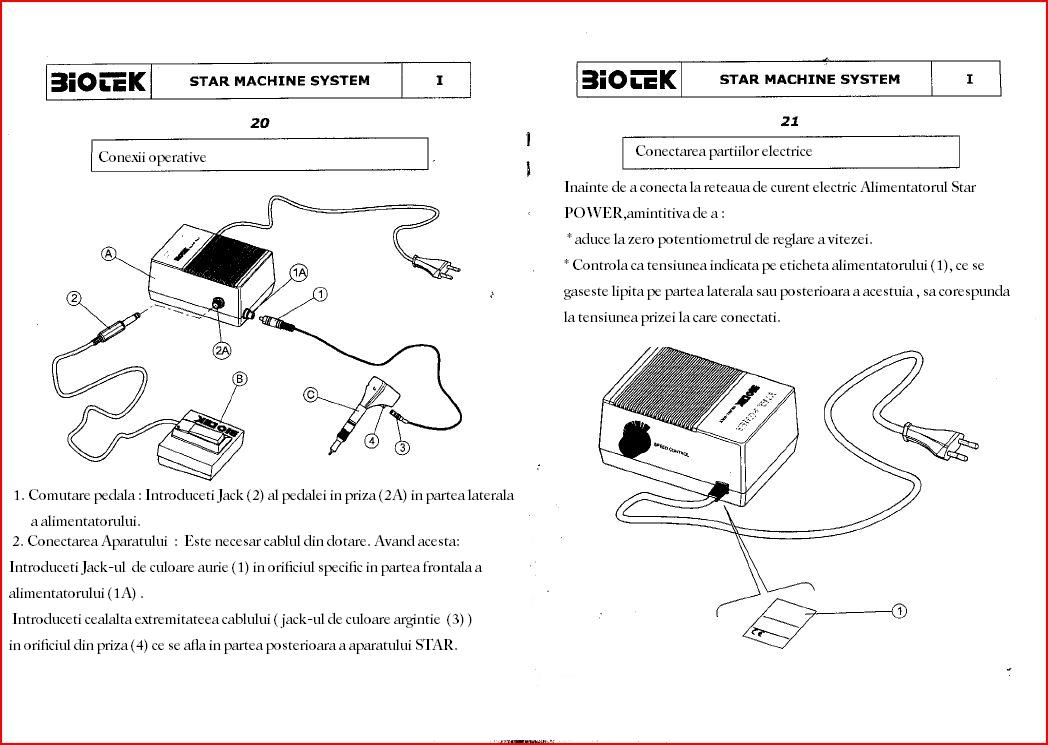 BIOTEK STAR MACHINE SYSTEM I
20
Conexii operative
A
1A
1
2
2A
B
BIOTEK
C
4
3
1. Comutare pedala : Introduceti Jack (2) al pedalei in priza (2A) in partea laterala
a alimentatorului.
2. Conectarea Aparatului : Este necesar cablul din dotare. Avand acesta:
Introduceti Jack-ul de culoare aurie (1) in orificiul specific in partea frontala a
alimentatorului (1A) .
Introduceti cealalta extremitateea cablului ( jack-ul de culoare argintie (3) )
in orificiul din priza (4) ce se afla in partea posterioara a aparatului STAR.
BIOTEK STAR MACHINE SYSTEM I
21
Conectarea partiilor electrice
Inainte de a conecta la reteaua de curent electric Alimentatorul Star
POWER,amintitiva de a :
* aduce la zero potentiometrul de reglare a vitezei.
* Controla ca tensiunea indicata pe eticheta alimentatorului (1), ce se
gaseste lipita pe partea laterala sau posterioara a acestuia , sa corespunda
la tensiunea prizei la care conectati.
BIOTEK
STAR POWER
SPEED CONTROL
CE
1